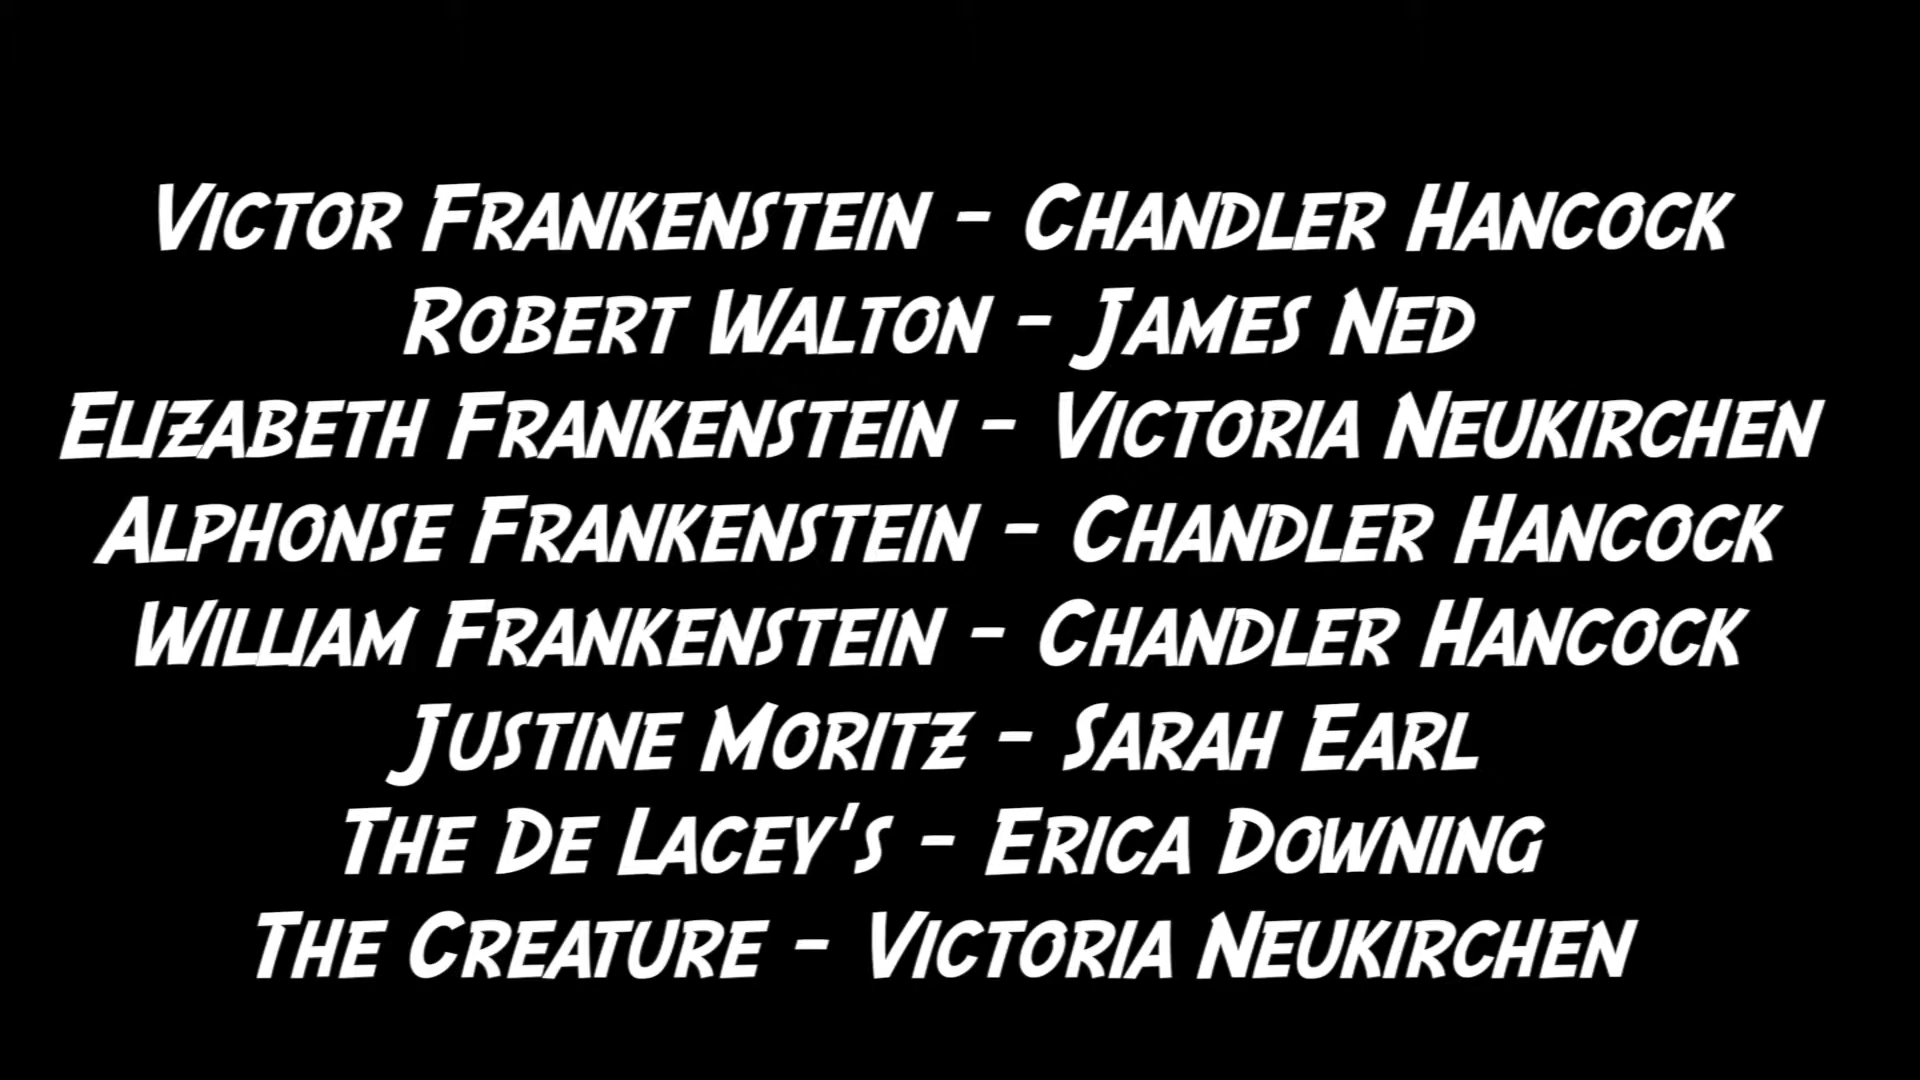 Victor Frankenstein - Chandler Hancock
Robert Walton - James Ned
Elizabeth Frankenstein - Victoria Neukirchen
Alphonse Frankenstein - Chandler Hancock
William Frankenstein - Chandler Hancock
Justine Moritz - Sarah Earl
The De Lacey's - Erica Downing
The Creature - Victoria Neukirchen